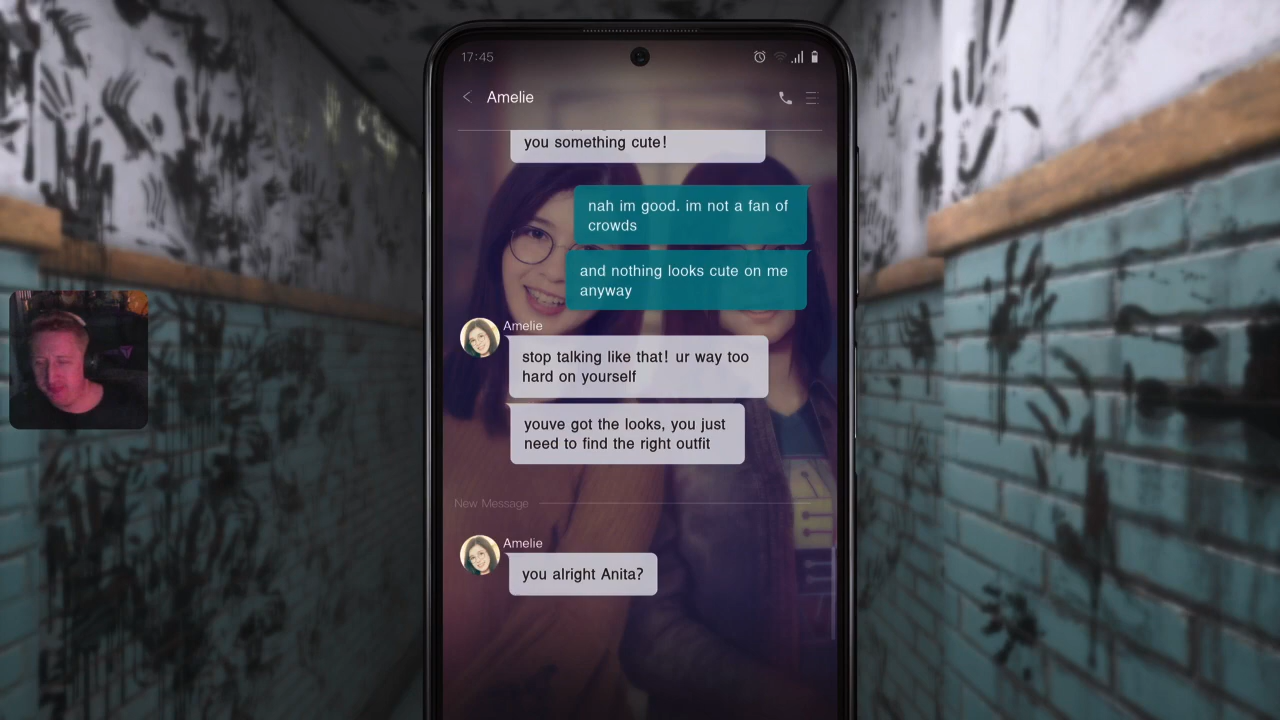 17:45
Amelie
you something cute!
nah im good. im not a fan of
crowds
and nothing looks cute on me
anyway
Amelie
stop talking like that! ur way too
hard on yourself
youve got the looks, you just
need to find the right outfit
New Message
Amelie
you alright Anita?